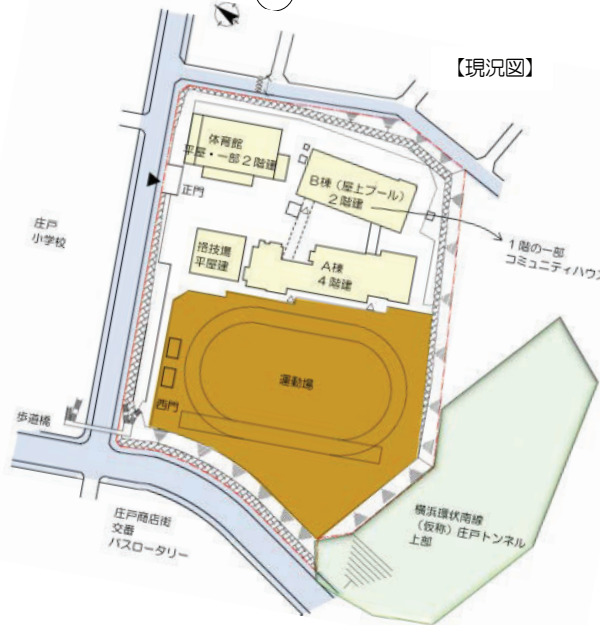 【現況図】
体育館
平屋・一部2階建
B棟(屋上プール)
2階建
正門
庄戸
小学校
1階の一部
コミュニティハウス
格技場
平屋建
A棟
4階建
運動場
西門
歩道橋
庄戸商店街
交番
バスロータリー
横浜環状南線
(仮称)庄戸トンネル
上部